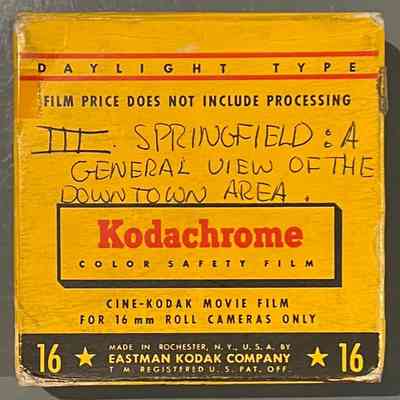 DAYLIGHT TYPE
FILM PRICE DOES NOT INCLUDE PROCESSING
III. SPRINGFIELD: A
GENERAL VIEW OF THE
DOWNTOWN AREA.
Kodachrome
COLOR SAFETY FILM
CINE-KODAK MOVIE FILM
FOR 16 mm ROLL CAMERAS ONLY
16 ★ MADE IN ROCHESTER, N.Y., U.S.A. BY ★ 16
EASTMAN KODAK COMPANY
T M REGISTERED U.S. PAT. OFF.